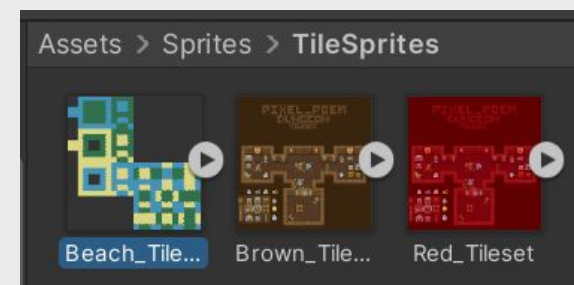 Assets > Sprites > TileSprites
PIXEL_POEM
DUNGEON
PIXEL_POEM
DUNGEON
Beach_Tile...
Brown_Tile...
Red_Tileset